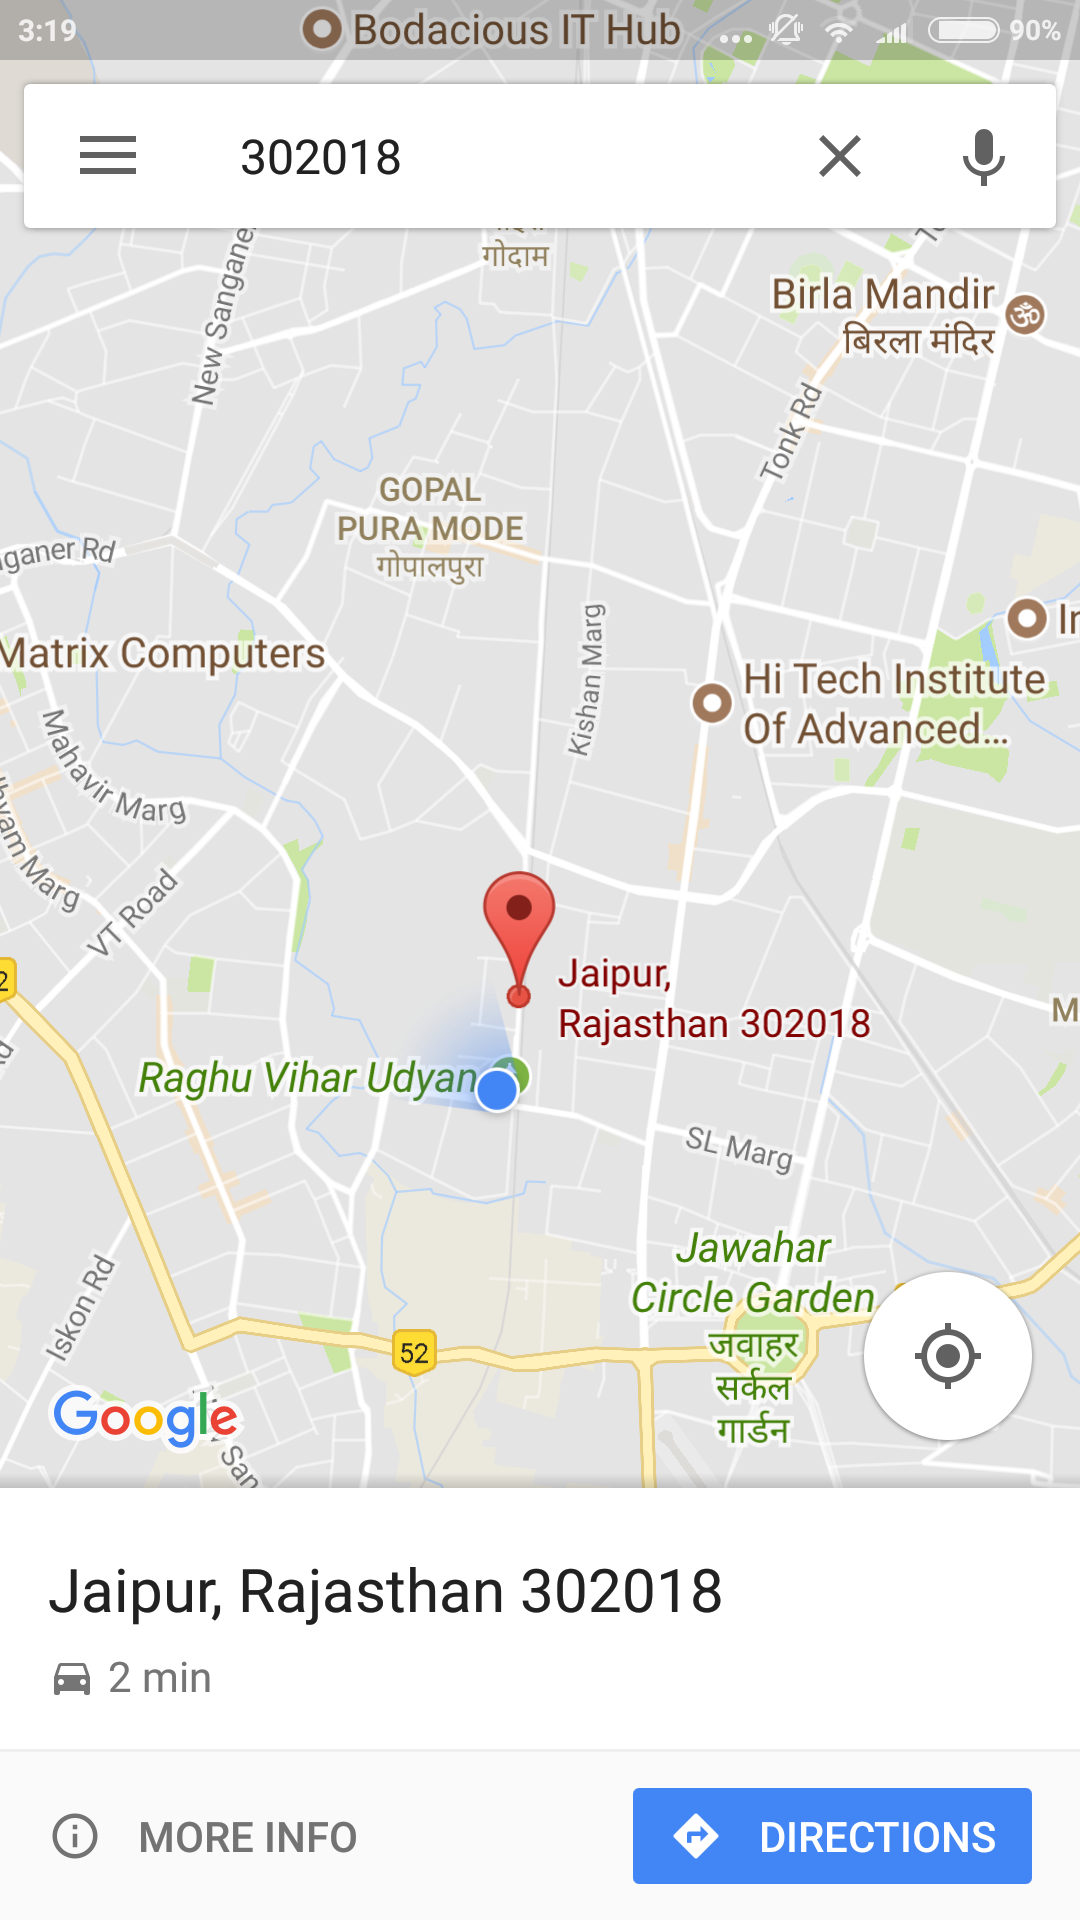 3:19
Bodacious IT Hub
90%
302018
New Sangane
गोदाम
Birla Mandir
बिरला मंदिर
Tonk Rd
GOPAL
PURA MODE
गोपालपुरा
ganer Rd
Matrix Computers
Kishan Marg
Hi Tech Institute
Of Advanced...
Mahavir Marg
Marg
VT Road
Jaipur,
Rajasthan 302018
Raghu Vihar Udyan
SL Marg
Jawahar
Circle Garden
जवाहर
सर्कल
गार्डन
Iskon Rd
52
Google
San
Jaipur, Rajasthan 302018
2 min
MORE INFO
DIRECTIONS